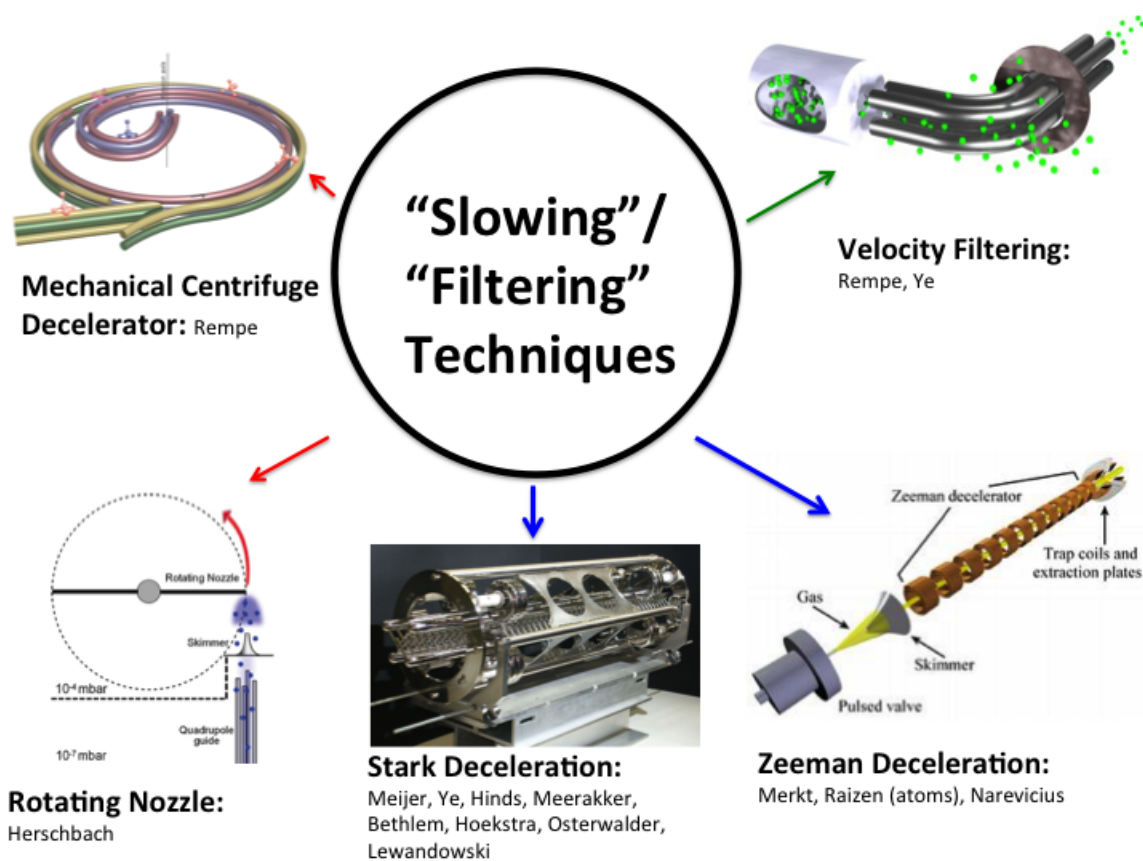 “Slowing”/
“Filtering”
Techniques
Mechanical Centrifuge
Decelerator: Rempe
Velocity Filtering:
Rempe, Ye
Rotating Nozzle
Skimmer
10-4 mbar
Quadrupole
guide
10-7 mbar
Rotating Nozzle:
Herschbach
Stark Deceleration:
Meijer, Ye, Hinds, Meerakker,
Bethlem, Hoekstra, Osterwalder,
Lewandowski
Zeeman decelerator
Trap coils and
extraction plates
Gas
Skimmer
Pulsed valve
Zeeman Deceleration:
Merkt, Raizen (atoms), Narevicius